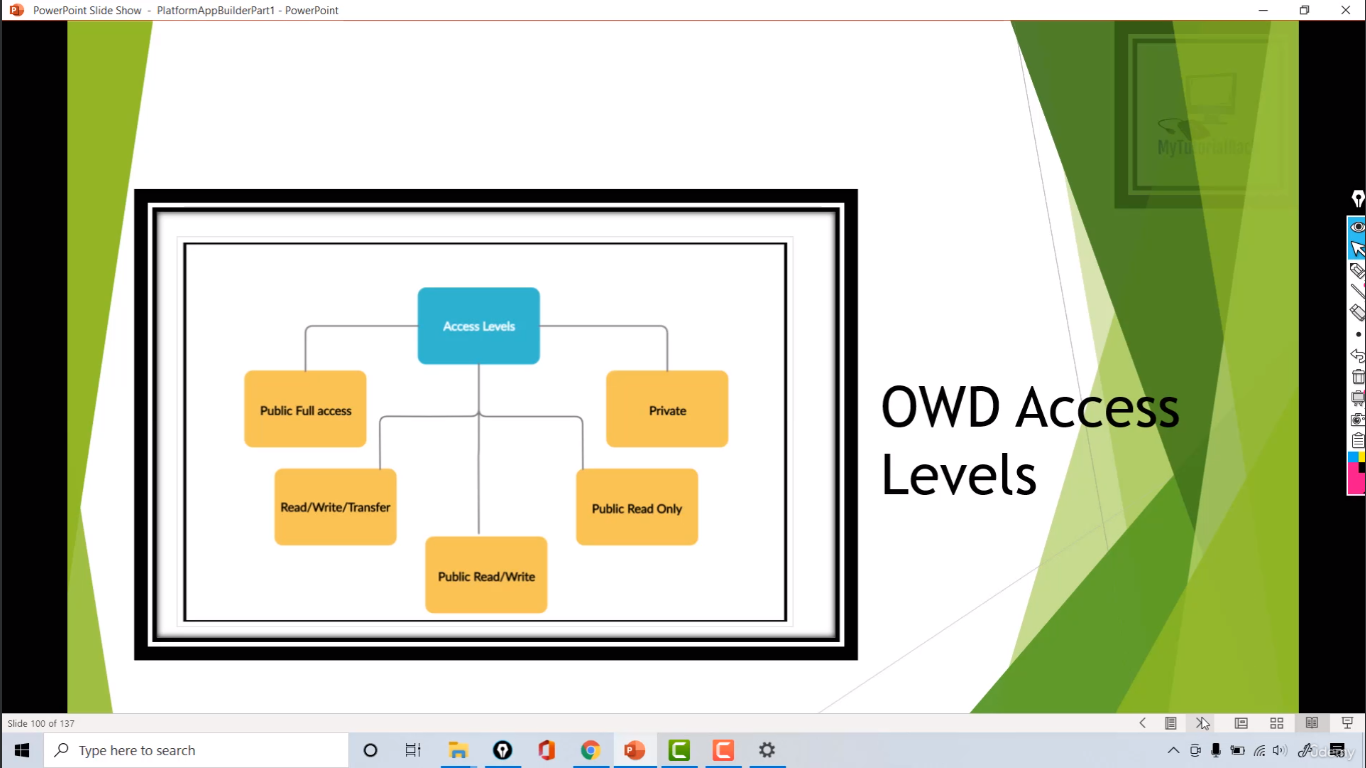 PowerPoint Slide Show - PlatformAppBuilderPart1 - PowerPoint
Access Levels
Public Full access
Private
Read/Write/Transfer
Public Read Only
Public Read/Write
OWD Access
Levels
Slide 100 of 137
Type here to search
Udemy